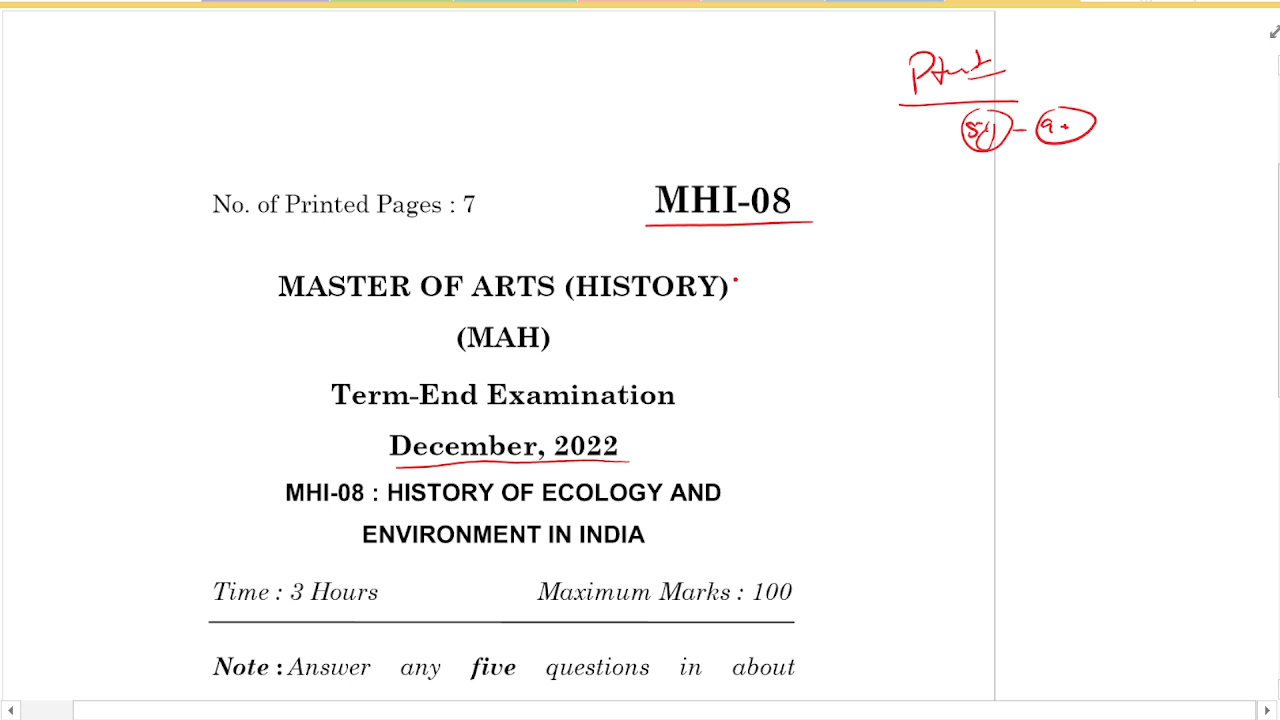 No. of Printed Pages : 7 MHI-08
MASTER OF ARTS (HISTORY)
(MAH)
Term-End Examination
December, 2022
MHI-08 : HISTORY OF ECOLOGY AND
ENVIRONMENT IN INDIA
Time : 3 Hours Maximum Marks : 100
Note : Answer any five questions in about